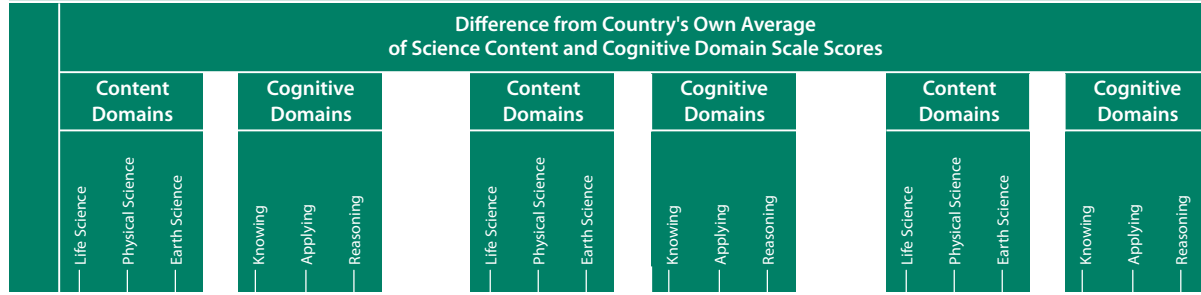 Difference from Country's Own Average
of Science Content and Cognitive Domain Scale Scores
Content
Domains
Cognitive
Domains
Content
Domains
Cognitive
Domains
Content
Domains
Cognitive
Domains
Life Science
Physical Science
Earth Science
Knowing
Applying
Reasoning
Life Science
Physical Science
Earth Science
Knowing
Applying
Reasoning
Life Science
Physical Science
Earth Science
Knowing
Applying
Reasoning